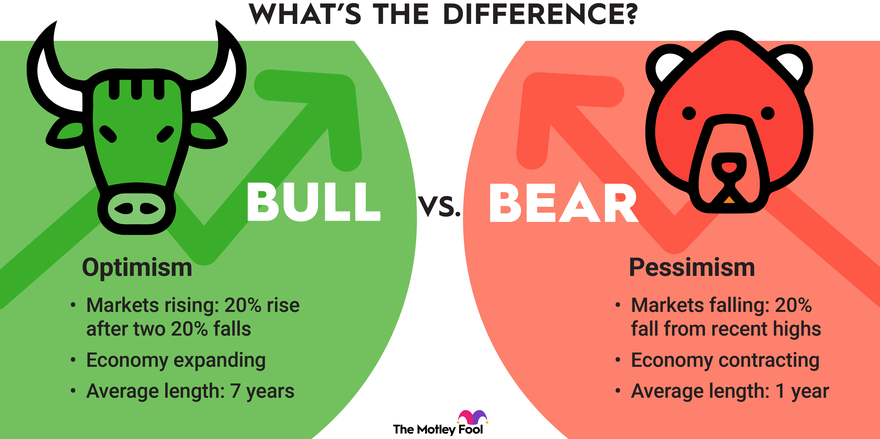 WHAT'S THE DIFFERENCE?
BULL
VS.
BEAR
Optimism
• Markets rising: 20% rise
after two 20% falls
• Economy expanding
• Average length: 7 years
Pessimism
• Markets falling: 20%
fall from recent highs
• Economy contracting
• Average length: 1 year
The Motley Fool